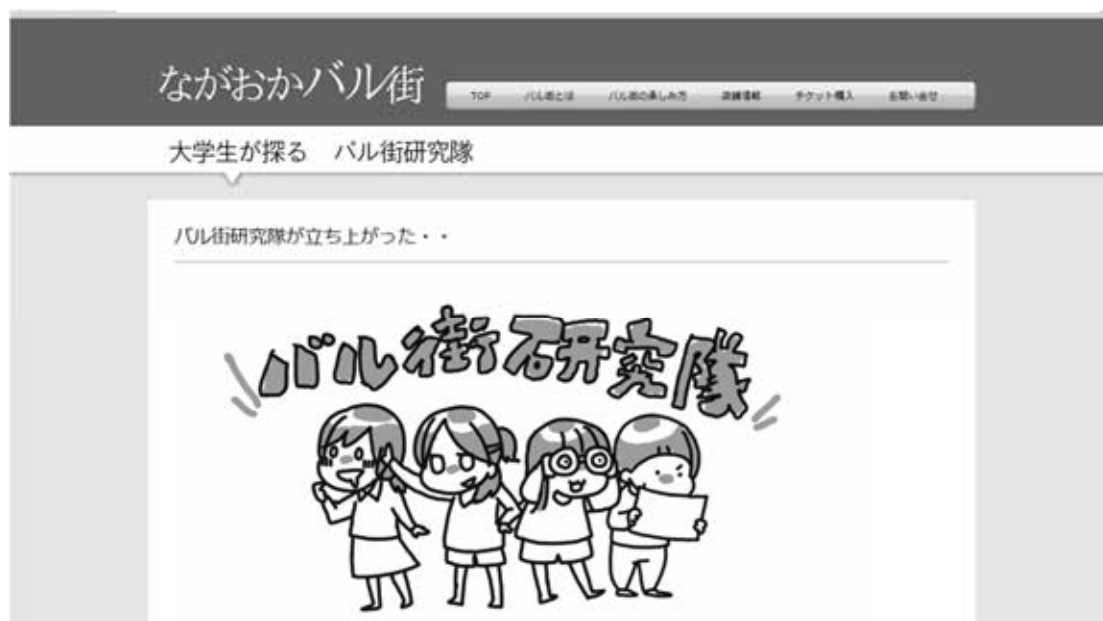 ながおかバル街
TOP バル街とは バル街の楽しみ方 店舗情報 チケット購入 お問い合せ
大学生が探る バル街研究隊
バル街研究隊が立ち上がった・・
バル街研究隊